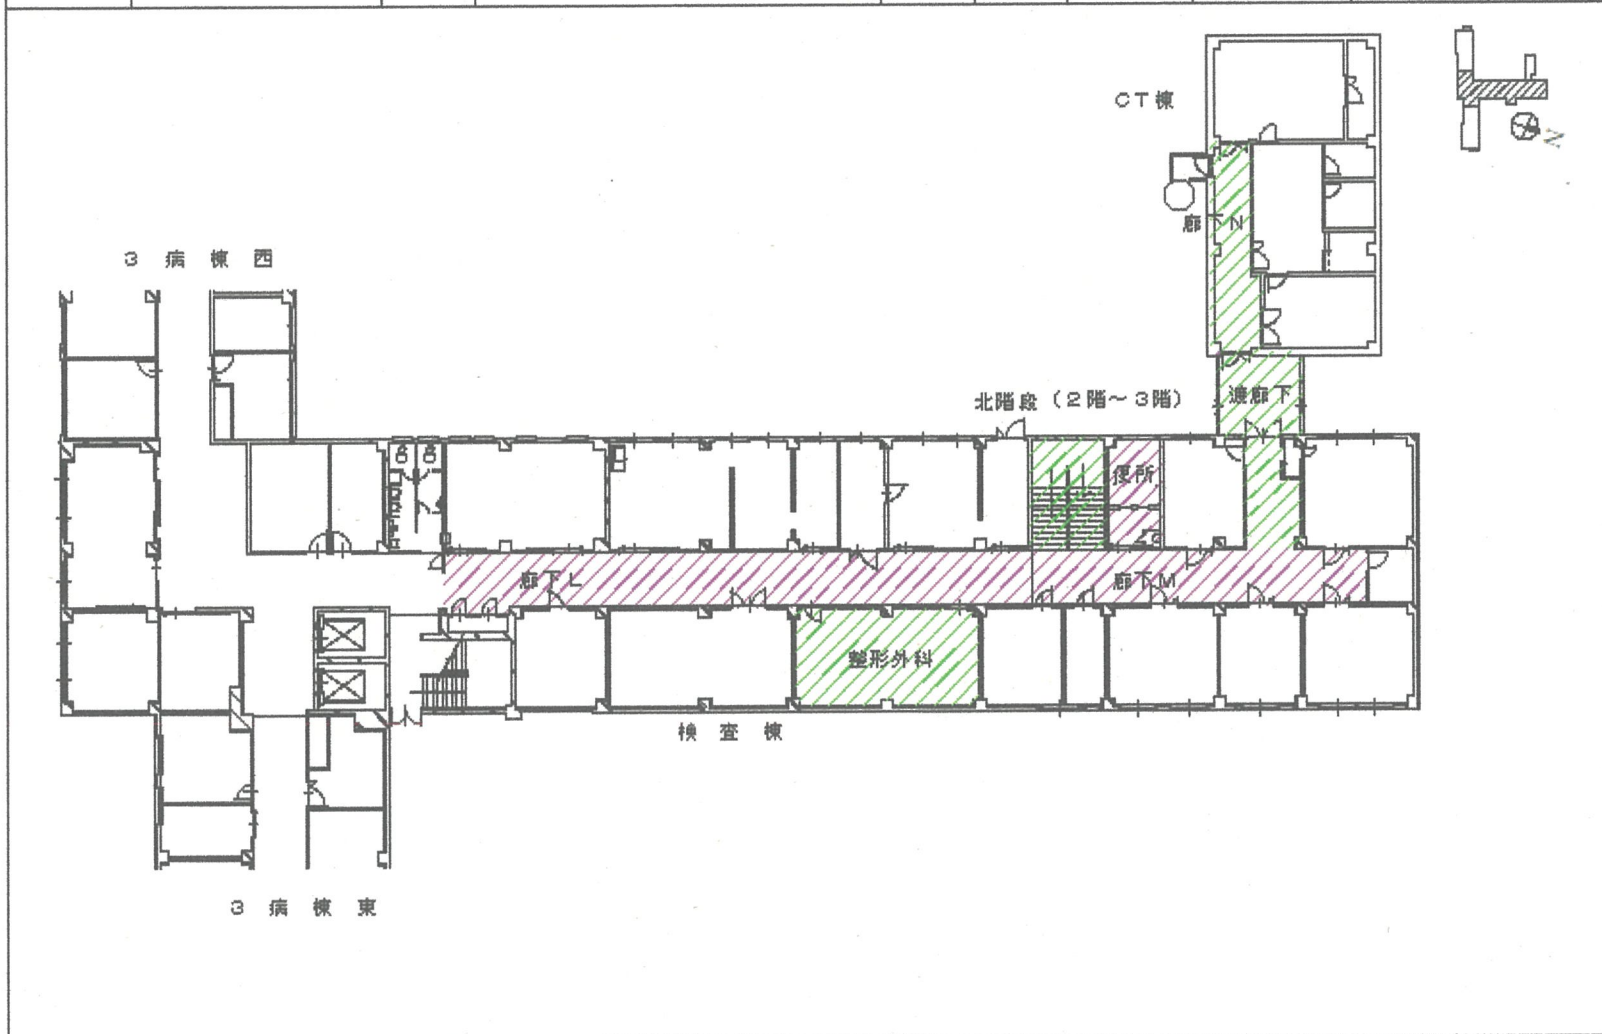 CT棟
N
廊下N
3病棟西
渡廊下
北階段(2階～3階)
便所
廊下L
廊下M
整形外科
検査棟
3病棟東